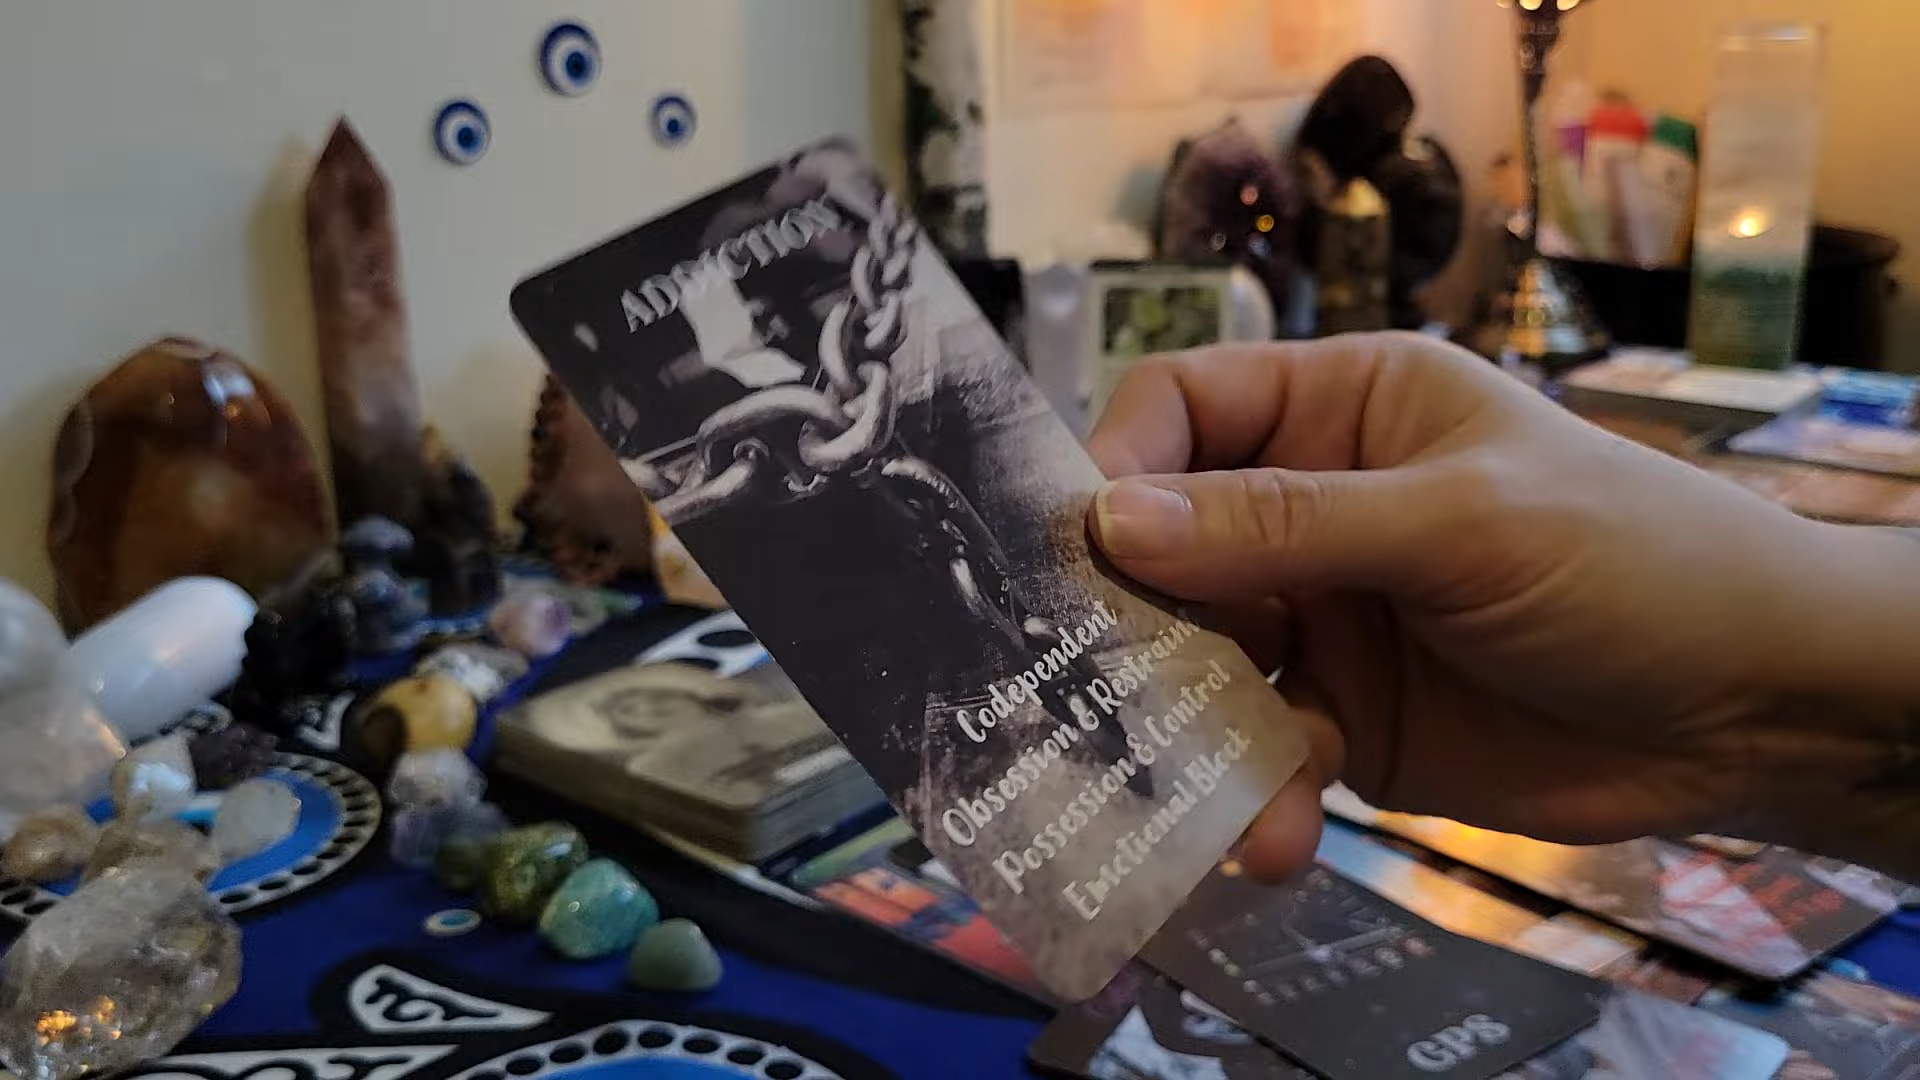 ADDICTION
Codependent
Obsession & Restraint
Possession & Control
Emotional Block
GPS